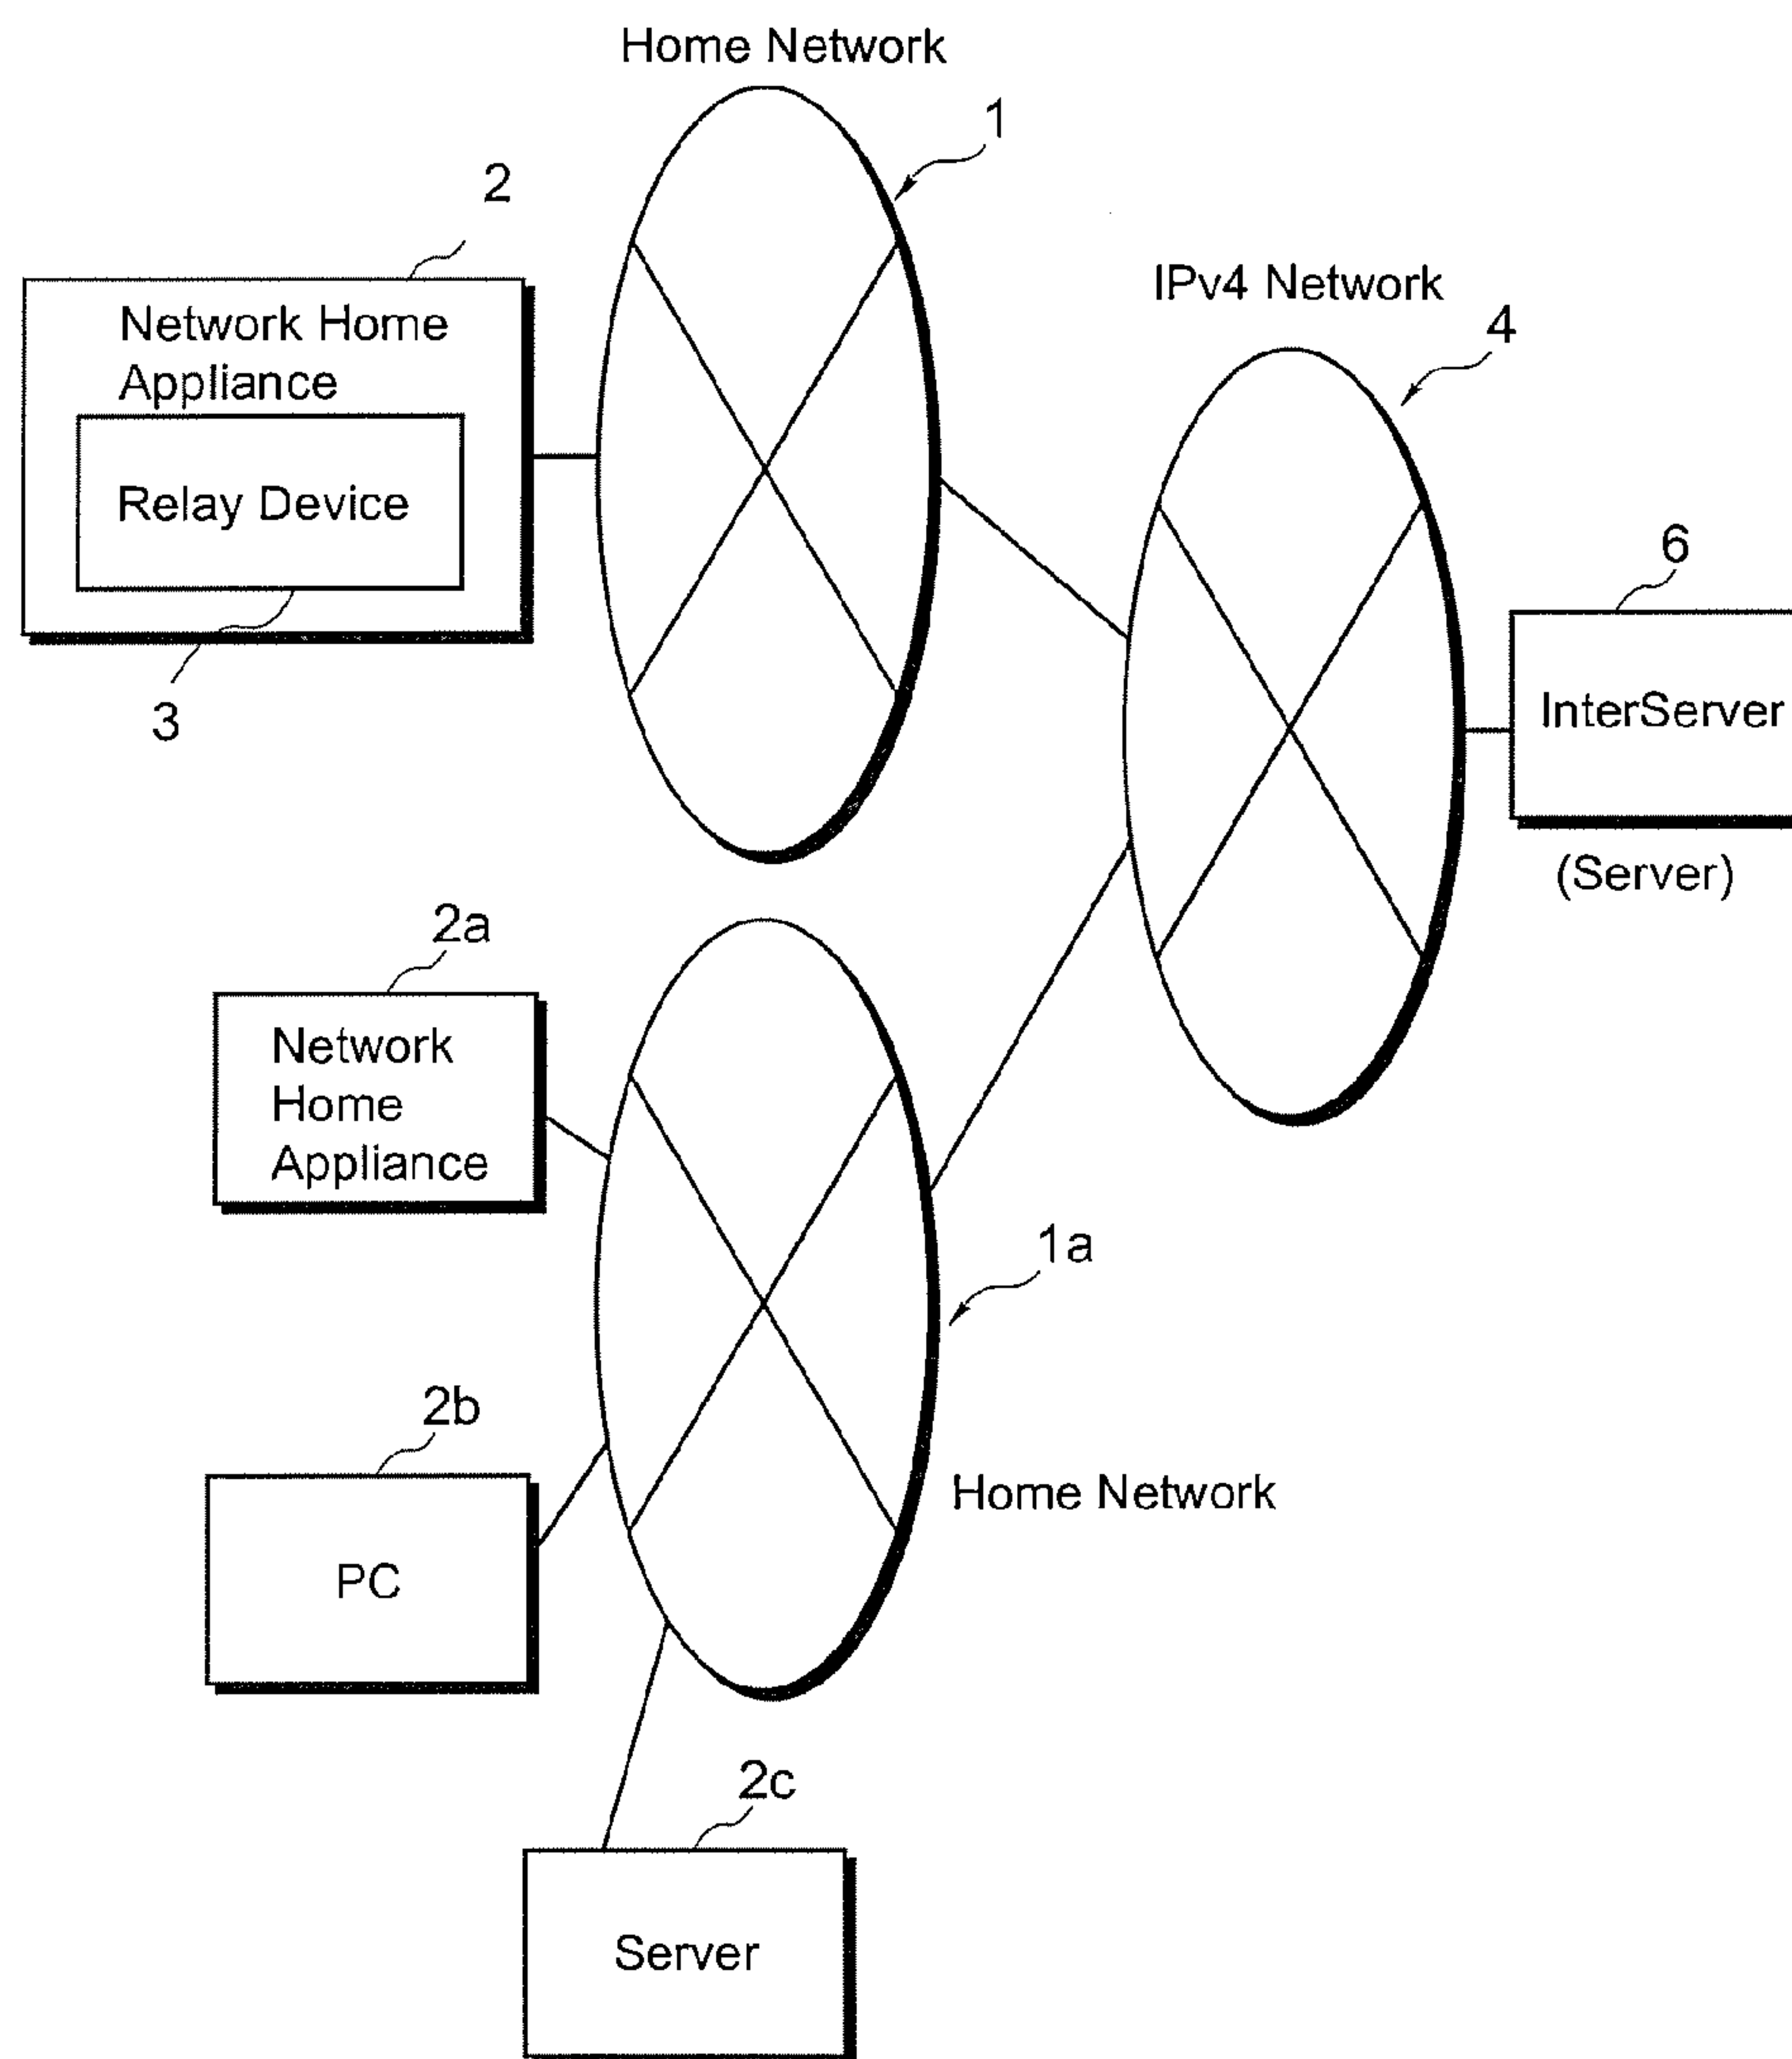 Home Network
1
2
IPv4 Network
4
Network Home
Appliance
Relay Device
3
6
InterServer
(Server)
2a
Network
Home
Appliance
1a
2b
Home Network
PC
2c
Server